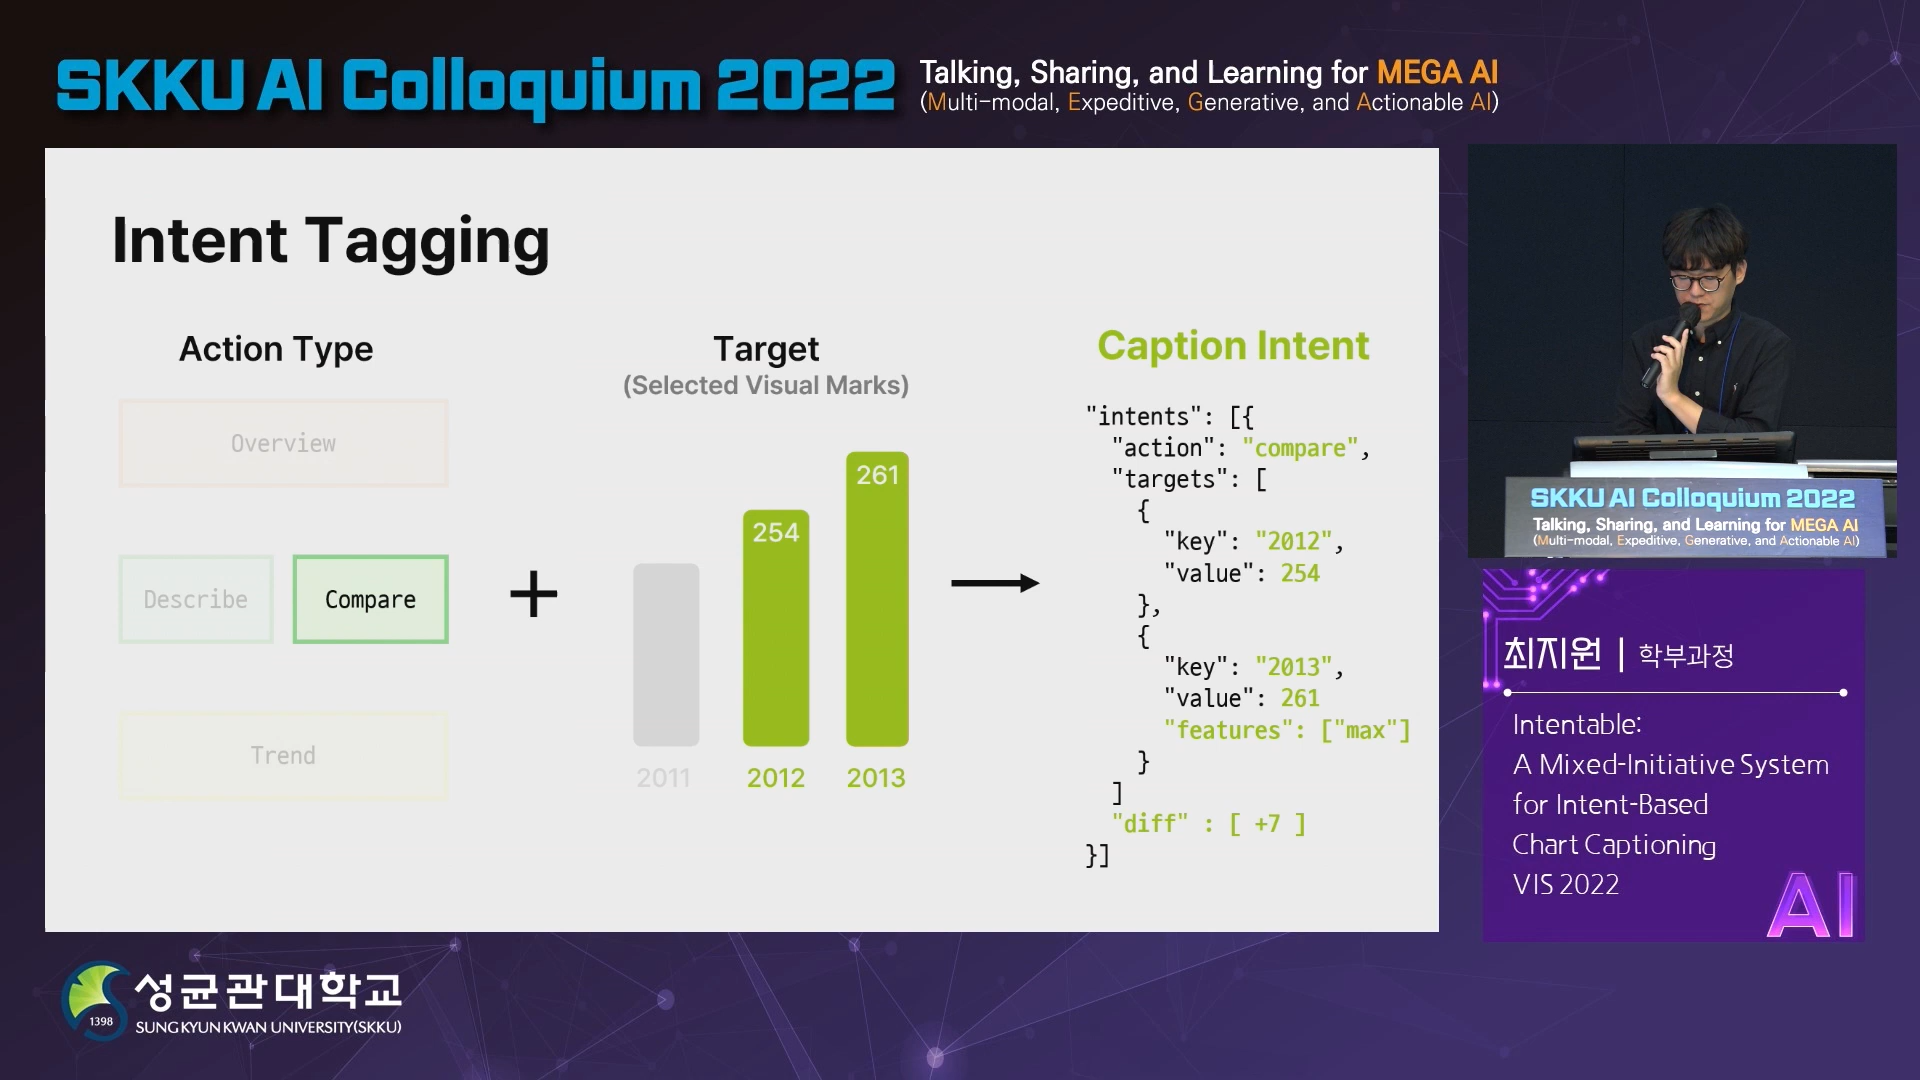 SKKU AI Colloquium 2022
Talking, Sharing, and Learning for MEGA AI
(Multi-modal, Expeditive, Generative, and Actionable AI)
Intent Tagging
Action Type
Overview
Describe
Compare
Trend
+
Target
(Selected Visual Marks)
254
261
2011
2012
2013
Caption Intent
"intents": [{
"action": "compare",
"targets": [
{
"key": "2012",
"value": 254
},
{
"key": "2013",
"value": 261
"features": ["max"]
}
]
"diff" : [ +7 ]
}]
SKKU AI Colloquium 2022
Talking, Sharing, and Learning for MEGA AI
(Multi-modal, Expeditive, Generative, and Actionable AI)
최지원 | 학부과정
Intentable:
A Mixed-Initiative System
for Intent-Based
Chart Captioning
VIS 2022
AI
1398
성균관대학교
SUNG KYUN KWAN UNIVERSITY(SKKU)